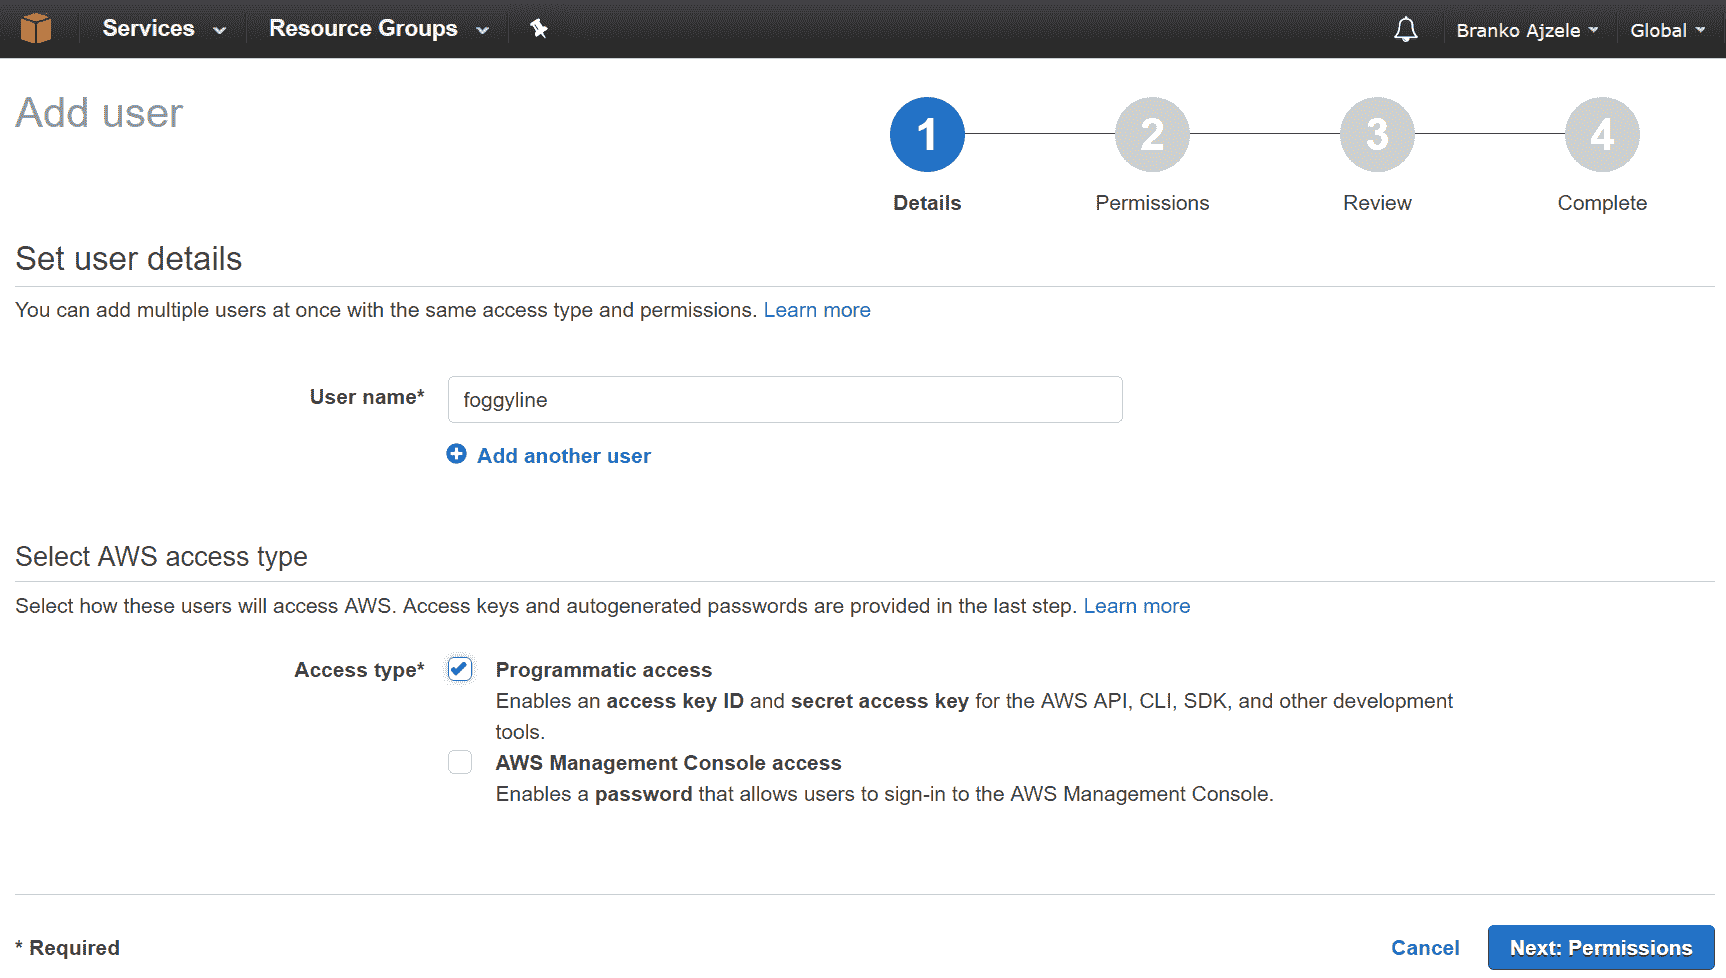 Services Resource Groups Branko Ajzele Global
Add user
1 2 3 4
Details Permissions Review Complete
Set user details
You can add multiple users at once with the same access type and permissions. Learn more
User name* foggyline
Add another user
Select AWS access type
Select how these users will access AWS. Access keys and autogenerated passwords are provided in the last step. Learn more
Access type* Programmatic access
Enables an access key ID and secret access key for the AWS API, CLI, SDK, and other development
tools.
AWS Management Console access
Enables a password that allows users to sign-in to the AWS Management Console.
* Required Cancel Next: Permissions